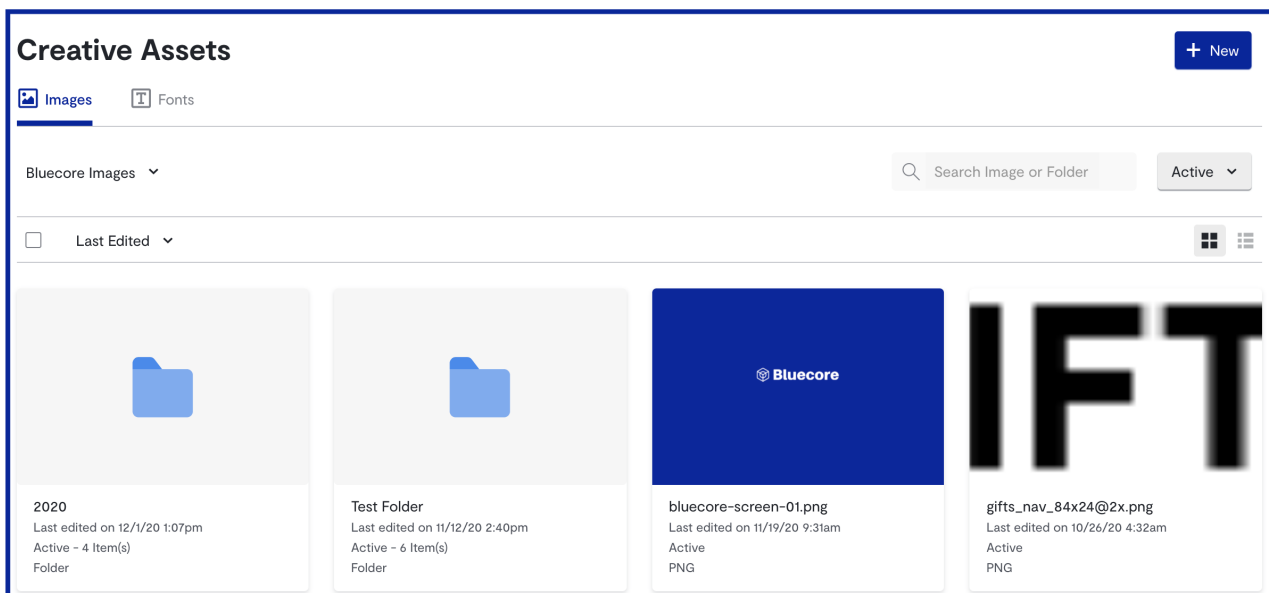 Creative Assets
+ New
Images
Fonts
Bluecore Images
Search Image or Folder
Active
Last Edited
Bluecore
IFT
2020
Last edited on 12/1/20 1:07pm
Active - 4 Item(s)
Folder
Test Folder
Last edited on 11/12/20 2:40pm
Active - 6 Item(s)
Folder
bluecore-screen-01.png
Last edited on 11/19/20 9:31am
Active
PNG
gifts_nav_84x24@2x.png
Last edited on 10/26/20 4:32am
Active
PNG